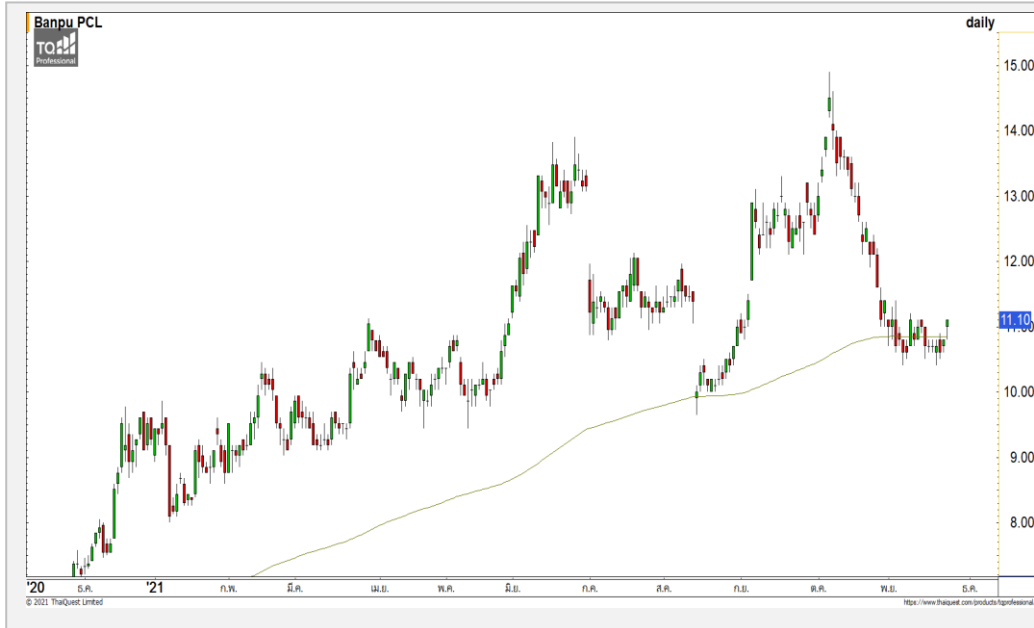 Banpu PCL
daily
TQ
Professional
15.00
14.00
13.00
12.00
11.10
11.00
10.00
9.00
8.00
'20 ธ.ค. '21 ก.พ. มี.ค. เม.ย. พ.ค. มิ.ย. ก.ค. ส.ค. ก.ย. ต.ค. พ.ย. ธ.ค.
© 2021 ThaiQuest Limited
https://www.thaiquest.com/products/tqprofessional